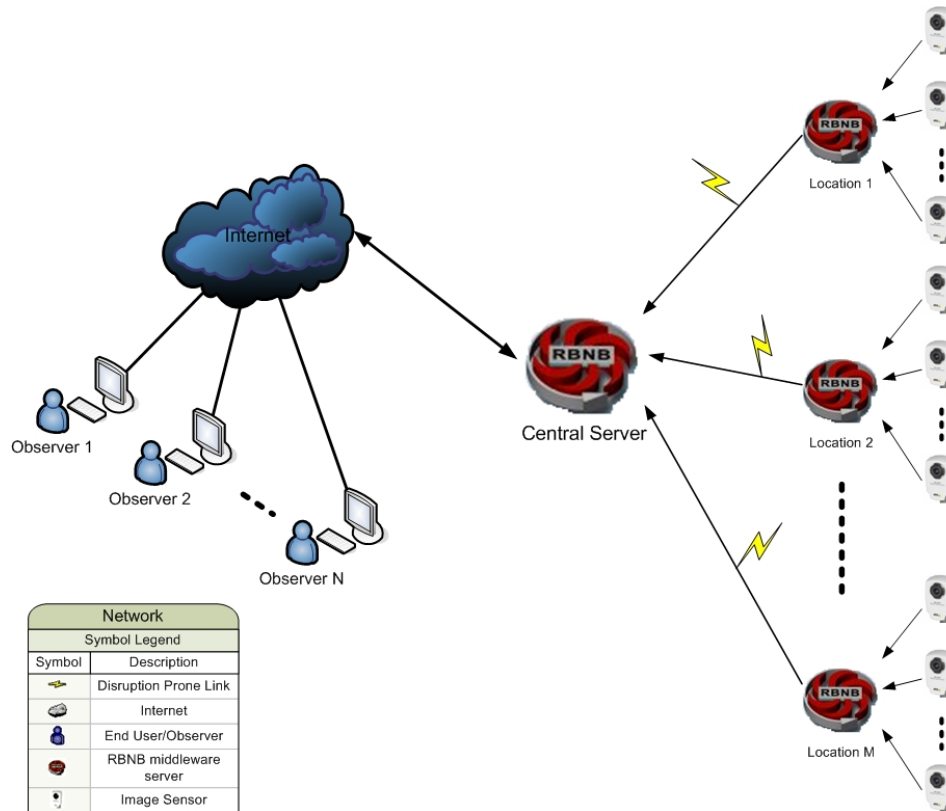 RBNB
Location 1
Internet
RBNB
Central Server
RBNB
Location 2
Observer 1
Observer 2
Observer N
RBNB
Location M
Network
Symbol Legend
Symbol Description
Disruption Prone Link
Internet
End User/Observer
RBNB middleware
server
Image Sensor